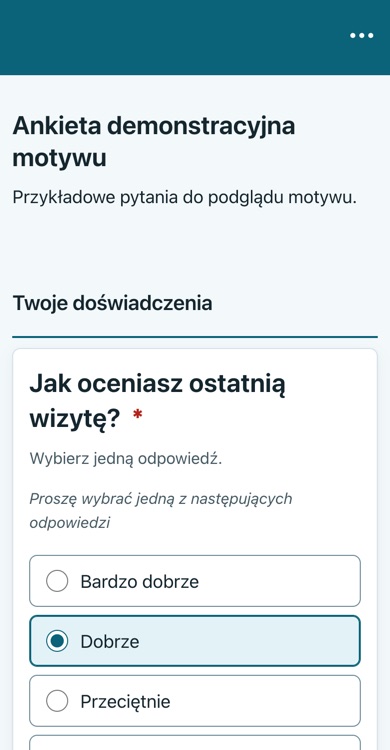 Ankieta demonstracyjna
motywu
Przykładowe pytania do podglądu motywu.
Twoje doświadczenia
Jak oceniasz ostatnią
wizytę? *
Wybierz jedną odpowiedź.
Proszę wybrać jedną z następujących
odpowiedzi
Bardzo dobrze
Dobrze
Przeciętnie